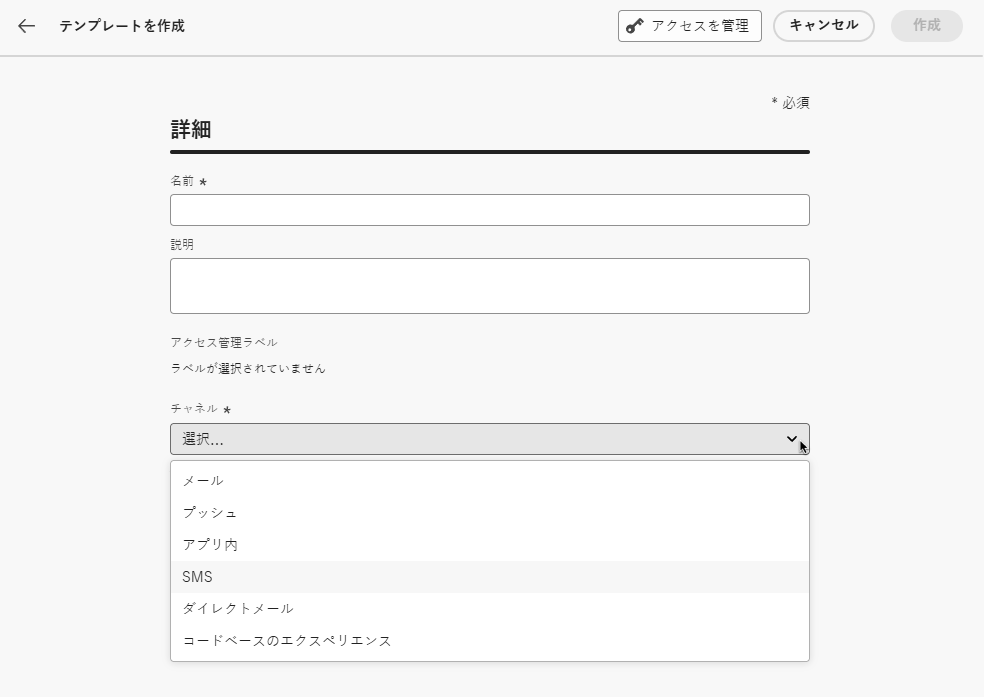 テンプレートを作成
アクセスを管理
キャンセル
作成
* 必須
詳細
名前 *
説明
アクセス管理ラベル
ラベルが選択されていません
チャネル *
選択...
メール
プッシュ
アプリ内
SMS
ダイレクトメール
コードベースのエクスペリエンス